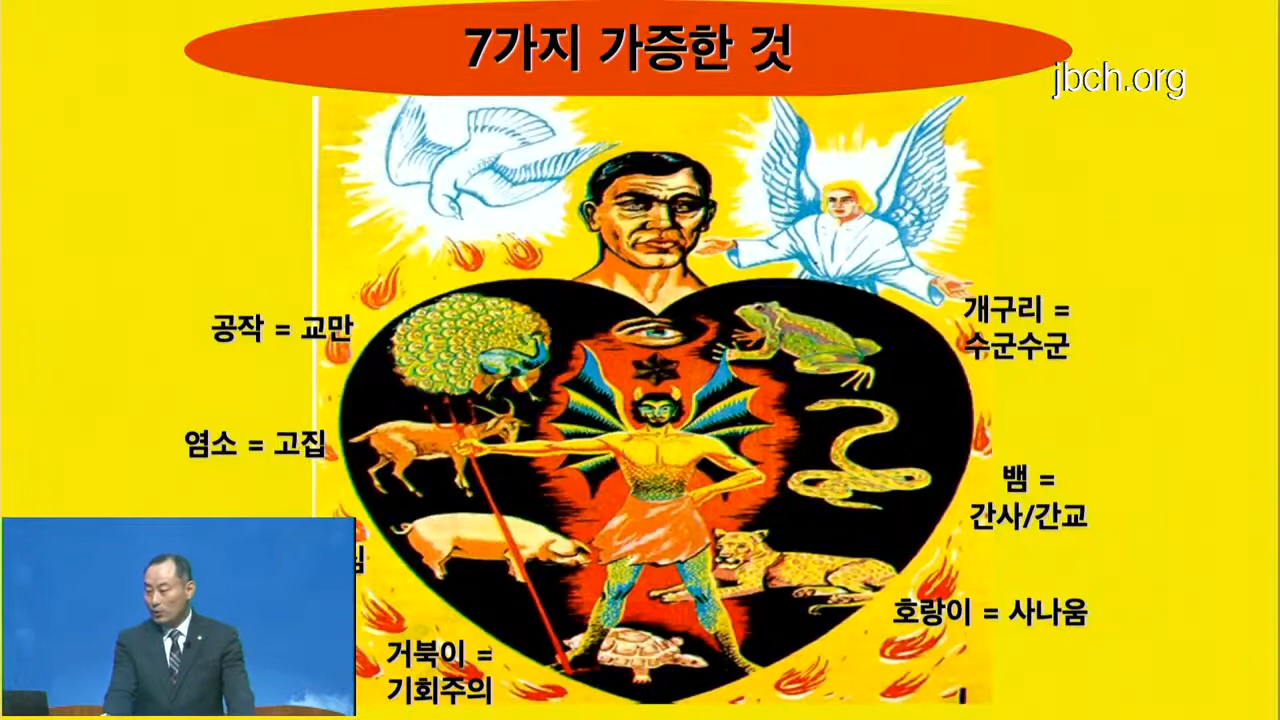 7가지 가증한 것
jbch.org
공작 = 교만
개구리 =
수군수군
염소 = 고집
뱀 =
간사/간교
호랑이 = 사나움
거북이 =
기회주의